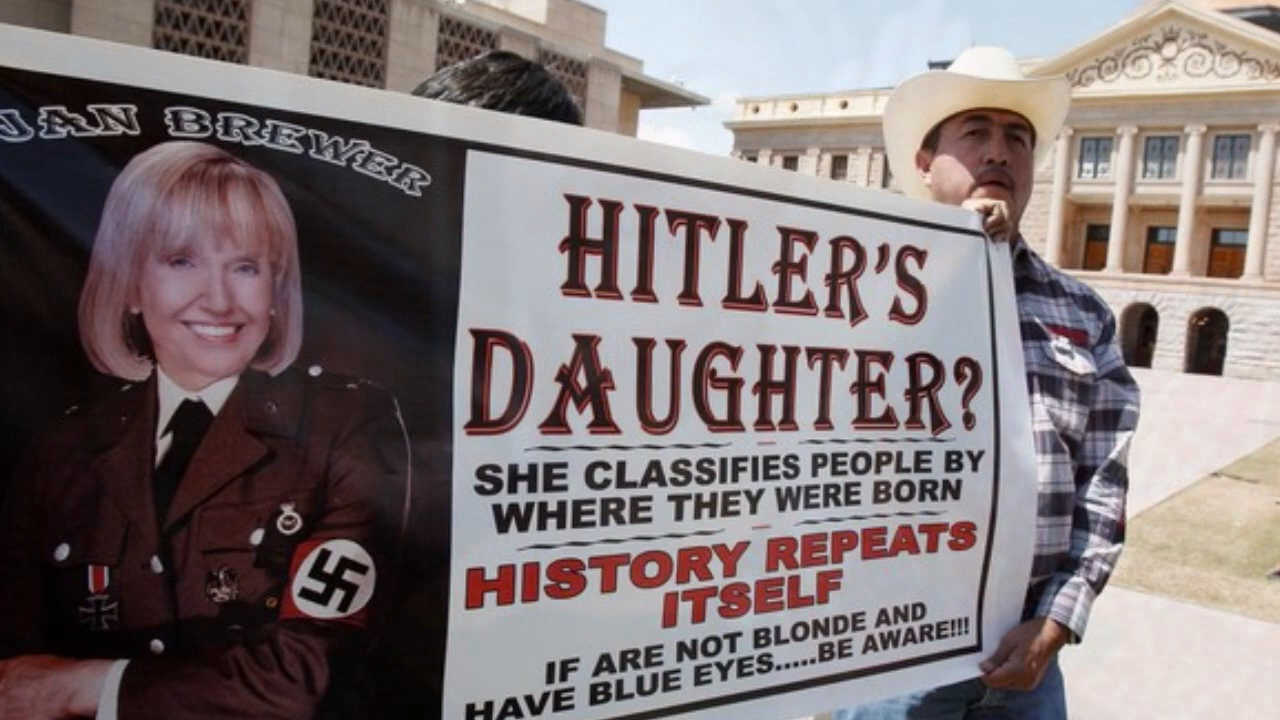 JAN BREWER
HITLER'S
DAUGHTER?
SHE CLASSIFIES PEOPLE BY
WHERE THEY WERE BORN
HISTORY REPEATS
ITSELF
IF ARE NOT BLONDE AND
HAVE BLUE EYES.....BE AWARE!!!